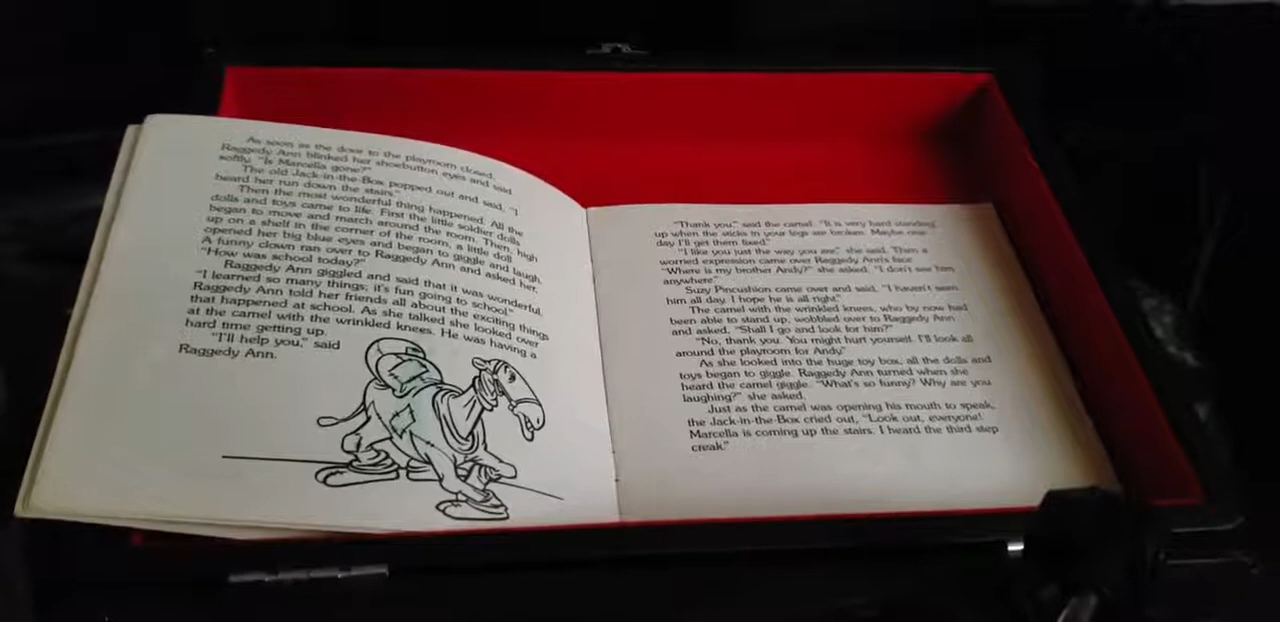 As soon as the door to the playroom closed,
Raggedy Ann blinked her shoebutton eyes and said
softly, "Is Marcella gone?"
The old Jack-in-the-Box popped out and said, "I
heard her run down the stairs."
Then the most wonderful thing happened. All the
dolls and toys came to life. First the little soldier dolls
began to move and march around the room. Then, high
up on a shelf in the corner of the room, a little doll
opened her big blue eyes and began to giggle and laugh.
A funny clown ran over to Raggedy Ann and asked her,
"How was school today?"
Raggedy Ann giggled and said that it was wonderful.
"I learned so many things; it's fun going to school."
Raggedy Ann told her friends all about the exciting things
that happened at school. As she talked she looked over
at the camel with the wrinkled knees. He was having a
hard time getting up.
"I'll help you," said
Raggedy Ann.
"Thank you," said the camel. "It is very hard standing
up when the sticks in your legs are broken. Maybe one
day I'll get them fixed."
"I like you just the way you are," she said. Then a
worried expression came over Raggedy Ann's face.
"Where is my brother Andy?" she asked. "I don't see him
anywhere."
Suzy Pincushion came over and said, "I haven't seen
him all day. I hope he is all right."
The camel with the wrinkled knees, who by now had
been able to stand up, wobbled over to Raggedy Ann
and asked, "Shall I go and look for him?"
"No, thank you. You might hurt yourself. I'll look all
around the playroom for Andy."
As she looked into the huge toy box, all the dolls and
toys began to giggle. Raggedy Ann turned when she
heard the camel giggle. "What's so funny? Why are you
laughing?" she asked.
Just as the camel was opening his mouth to speak,
the Jack-in-the-Box cried out, "Look out, everyone!
Marcella is coming up the stairs. I heard the third step
creak."